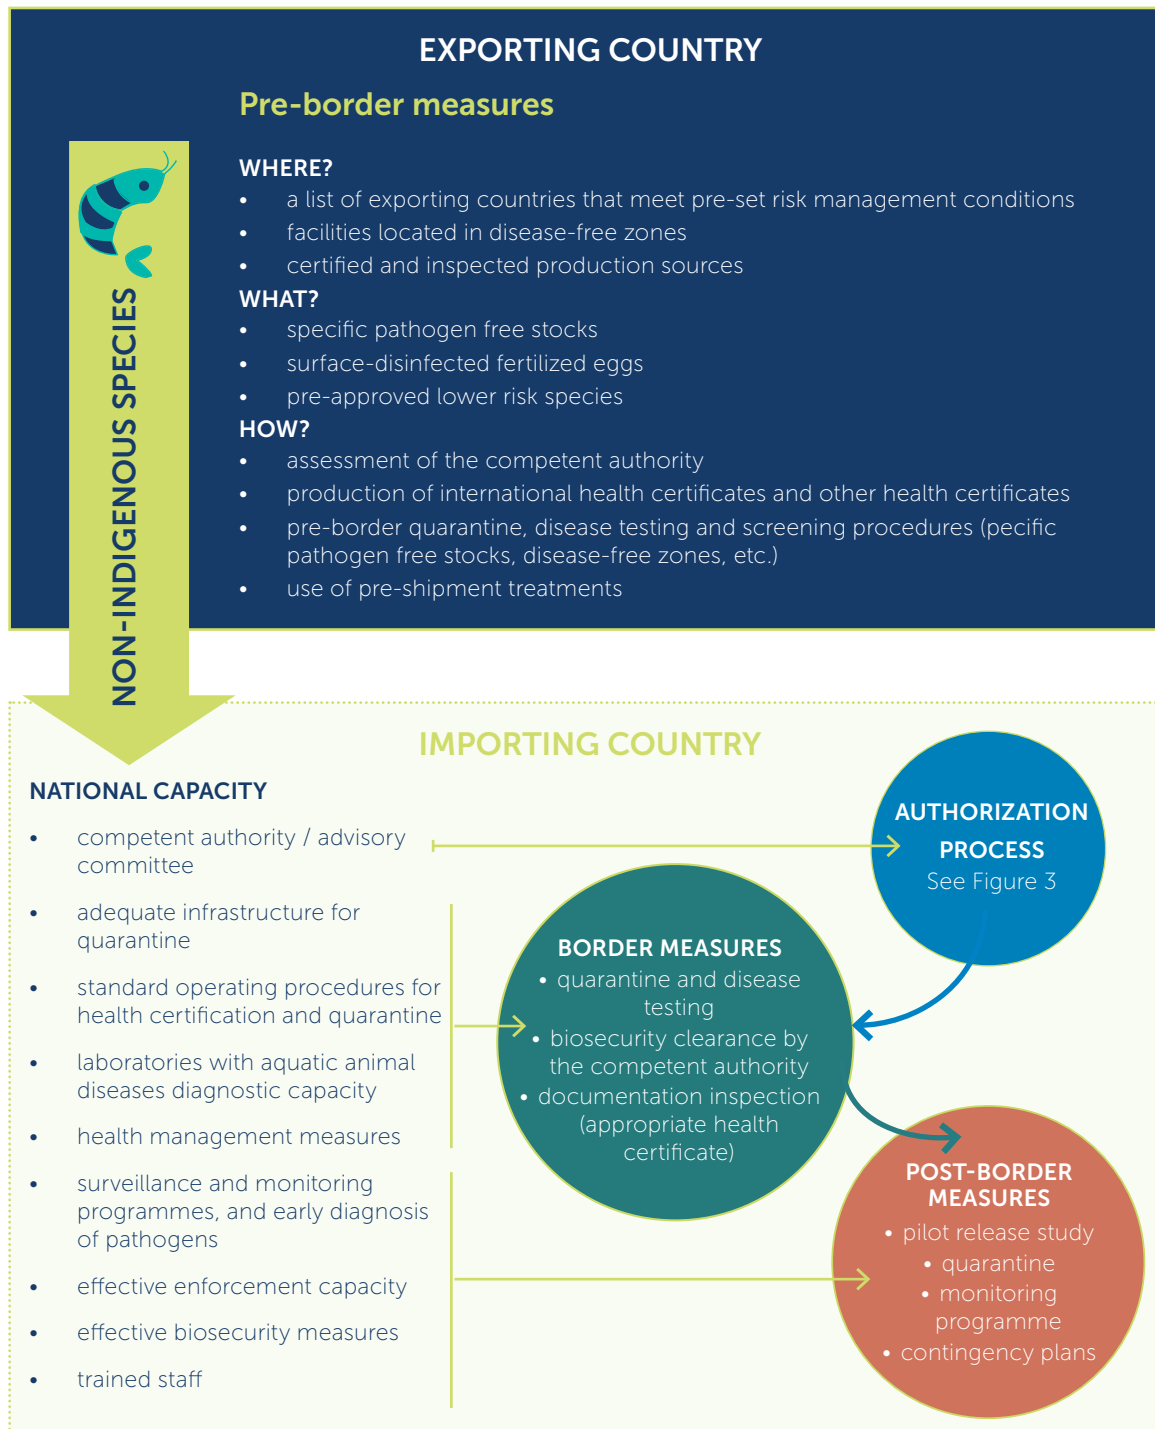 EXPORTING COUNTRY
Pre-border measures
WHERE?
• a list of exporting countries that meet pre-set risk management conditions
• facilities located in disease-free zones
• certified and inspected production sources
WHAT?
• specific pathogen free stocks
• surface-disinfected fertilized eggs
• pre-approved lower risk species
HOW?
• assessment of the competent authority
• production of international health certificates and other health certificates
• pre-border quarantine, disease testing and screening procedures (pecific
pathogen free stocks, disease-free zones, etc.)
• use of pre-shipment treatments
NON-INDIGENOUS SPECIES
IMPORTING COUNTRY
NATIONAL CAPACITY
• competent authority / advisory
committee
• adequate infrastructure for
quarantine
• standard operating procedures for
health certification and quarantine
• laboratories with aquatic animal
diseases diagnostic capacity
• health management measures
• surveillance and monitoring
programmes, and early diagnosis
of pathogens
• effective enforcement capacity
• effective biosecurity measures
• trained staff
AUTHORIZATION
PROCESS
See Figure 3
BORDER MEASURES
• quarantine and disease
testing
• biosecurity clearance by
the competent authority
• documentation inspection
(appropriate health
certificate)
POST-BORDER
MEASURES
• pilot release study
• quarantine
• monitoring
programme
• contingency plans